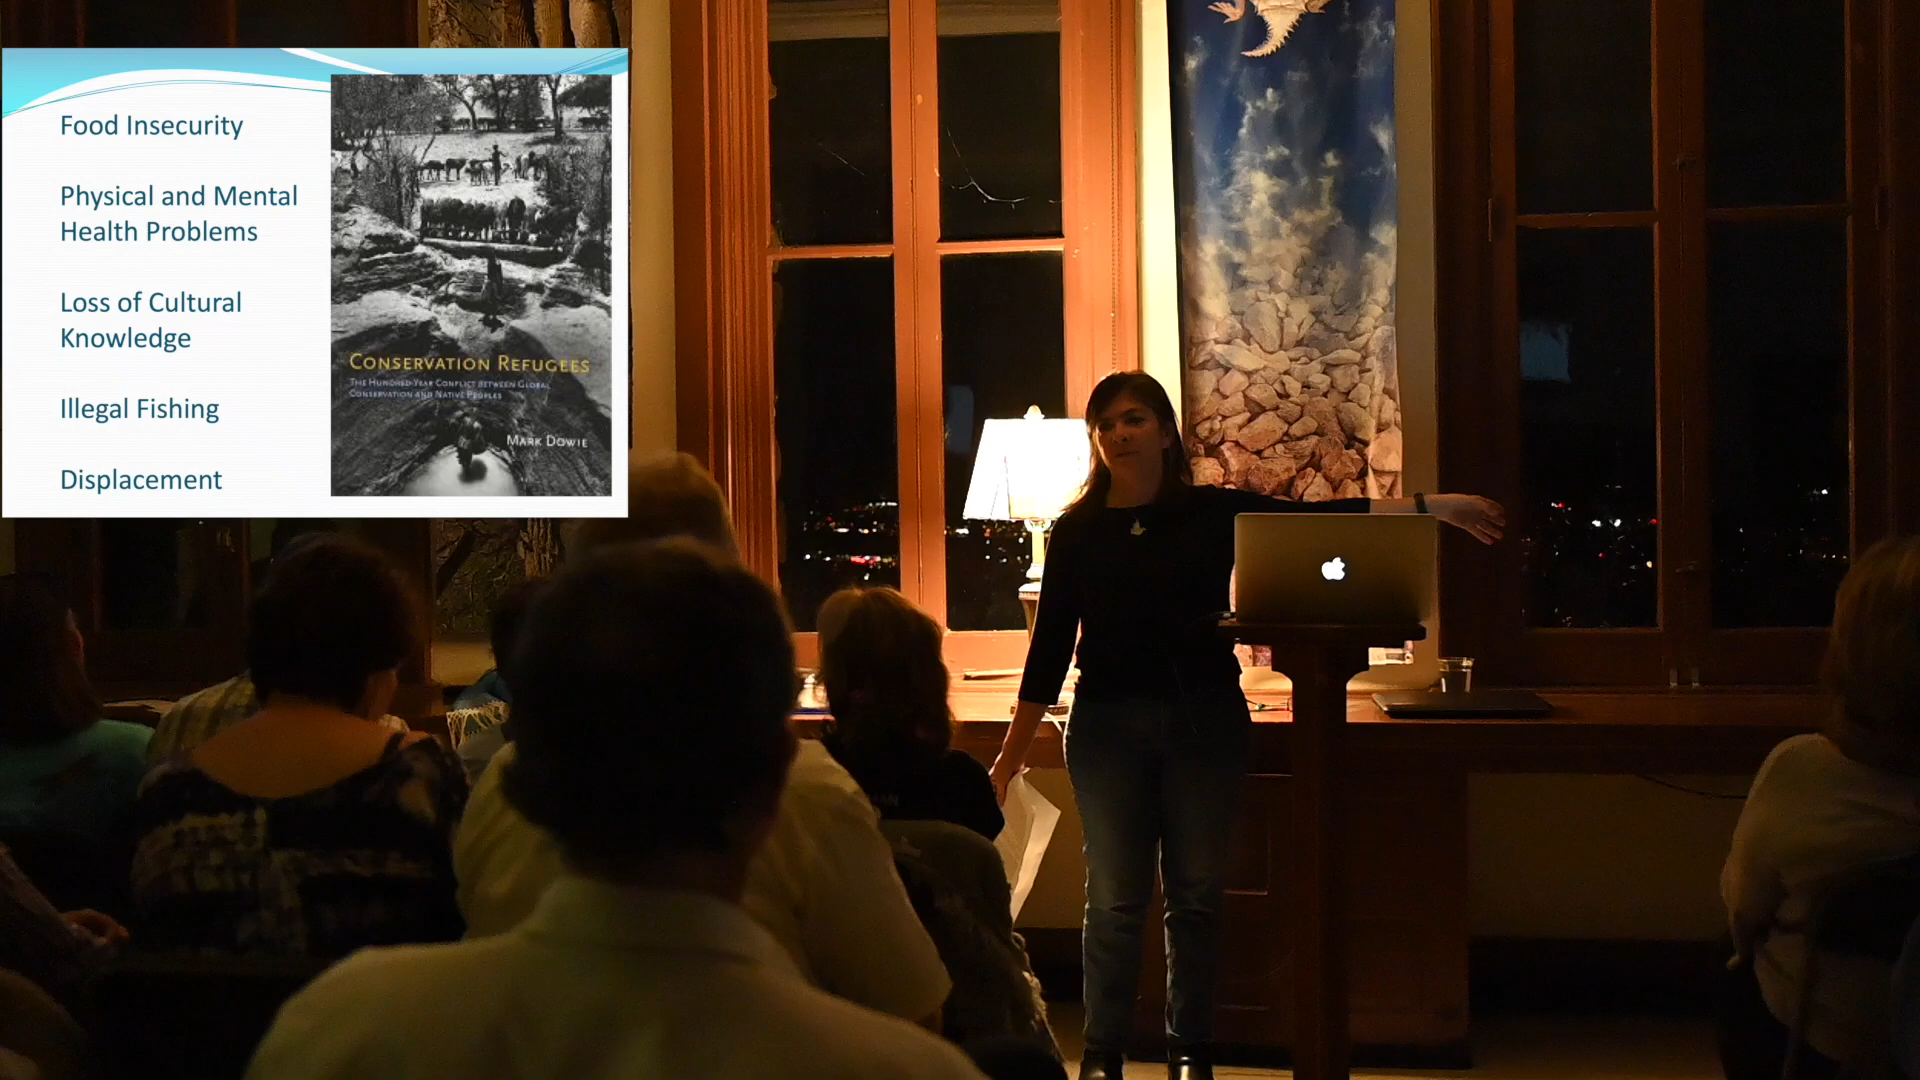 Food Insecurity
Physical and Mental
Health Problems
Loss of Cultural
Knowledge
Illegal Fishing
Displacement
CONSERVATION REFUGEES
THE HUNDRED-YEAR CONFLICT BETWEEN GLOBAL
CONSERVATION AND NATIVE PEOPLES
MARK DOWIE